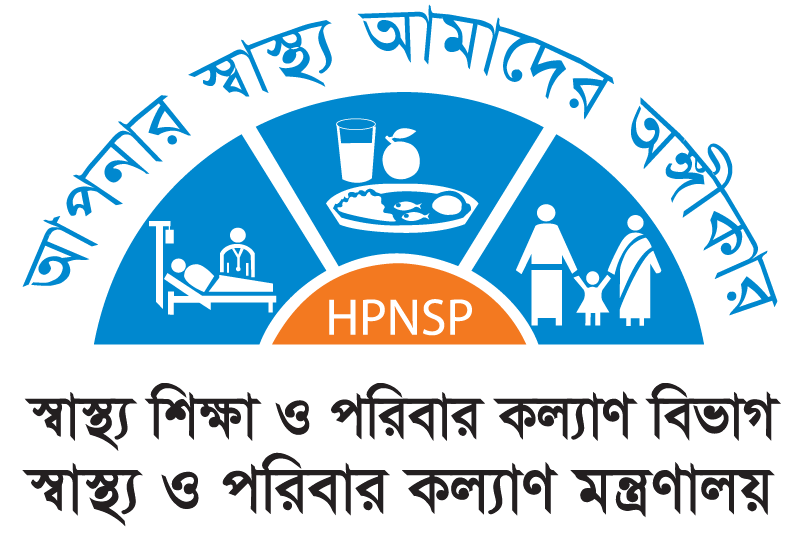 আপনার স্বাস্থ্য আমাদের অঙ্গীকার
HPNSP
স্বাস্থ্য শিক্ষা ও পরিবার কল্যাণ বিভাগ
স্বাস্থ্য ও পরিবার কল্যাণ মন্ত্রণালয়